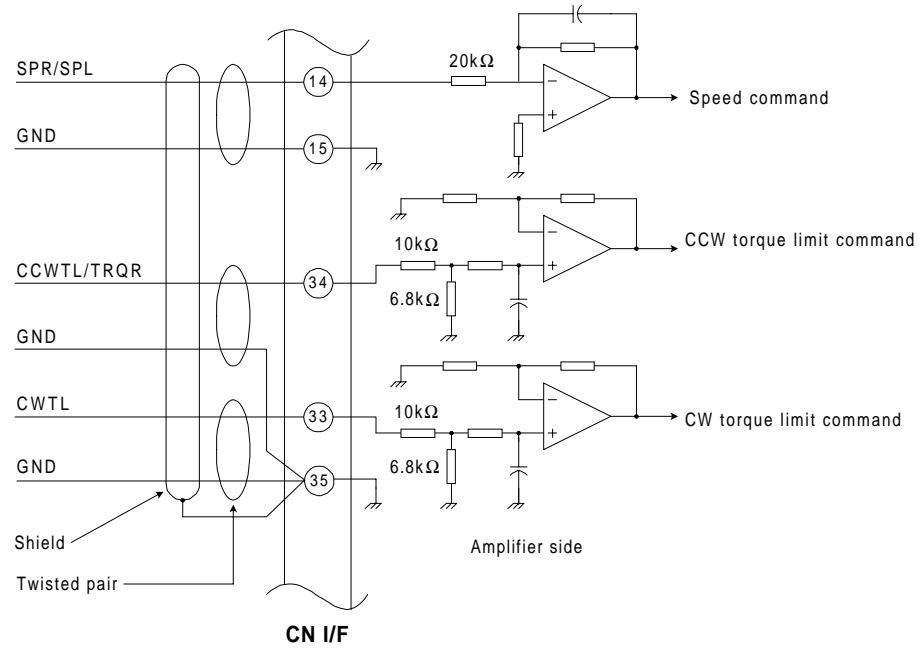 SPR/SPL
14
20kΩ
Speed command
GND
15
CCW torque limit command
CCWTL/TRQR
34
10kΩ
6.8kΩ
GND
CWTL
33
10kΩ
CW torque limit command
GND
35
6.8kΩ
Shield
Amplifier side
Twisted pair
CN I/F